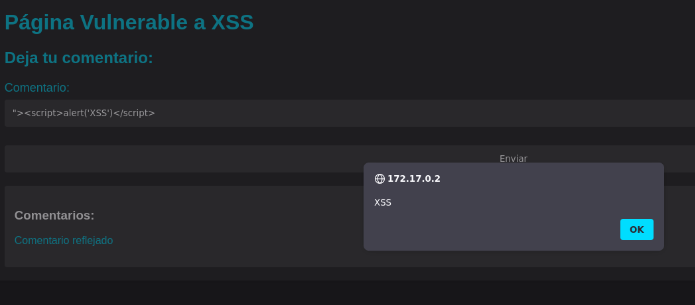 Página Vulnerable a XSS
Deja tu comentario:
Comentario:
"><script>alert('XSS')</script>
Enviar
172.17.0.2
XSS
OK
Comentarios:
Comentario reflejado